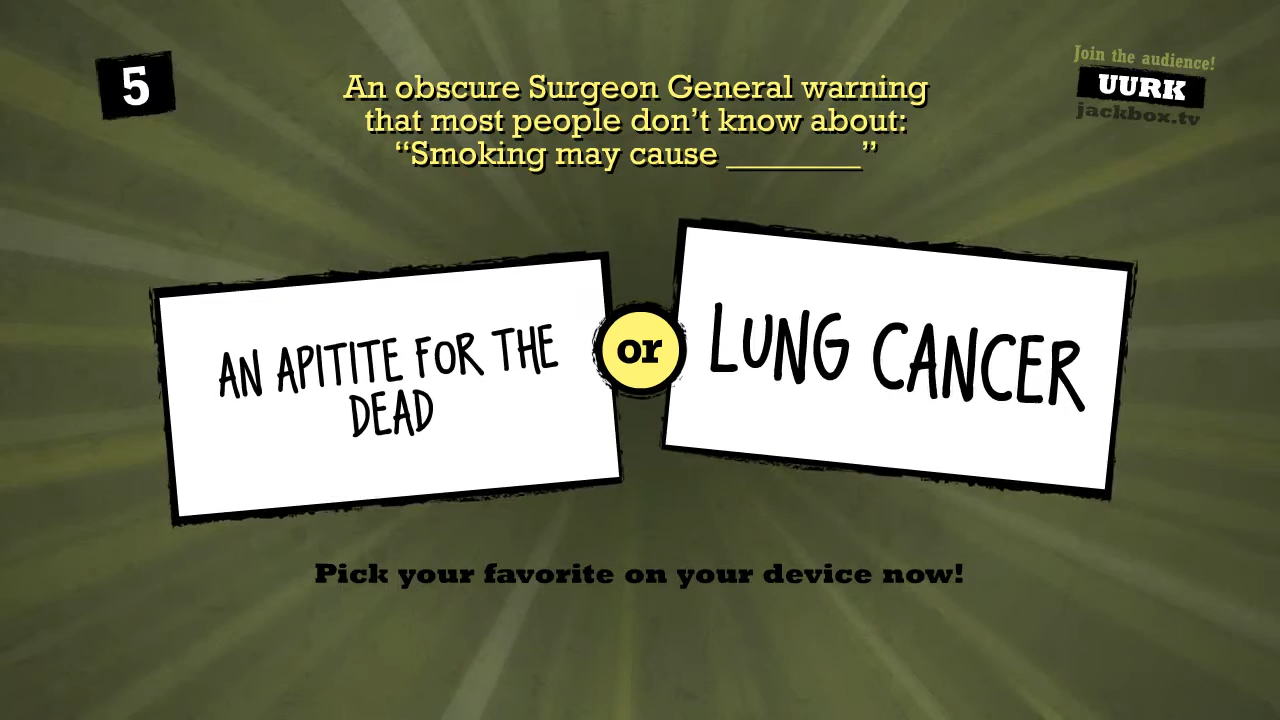 5
Join the audience!
UURK
jackbox.tv
An obscure Surgeon General warning
that most people don't know about:
“Smoking may cause ________”
AN APITITE FOR THE
DEAD
or
LUNG CANCER
Pick your favorite on your device now!